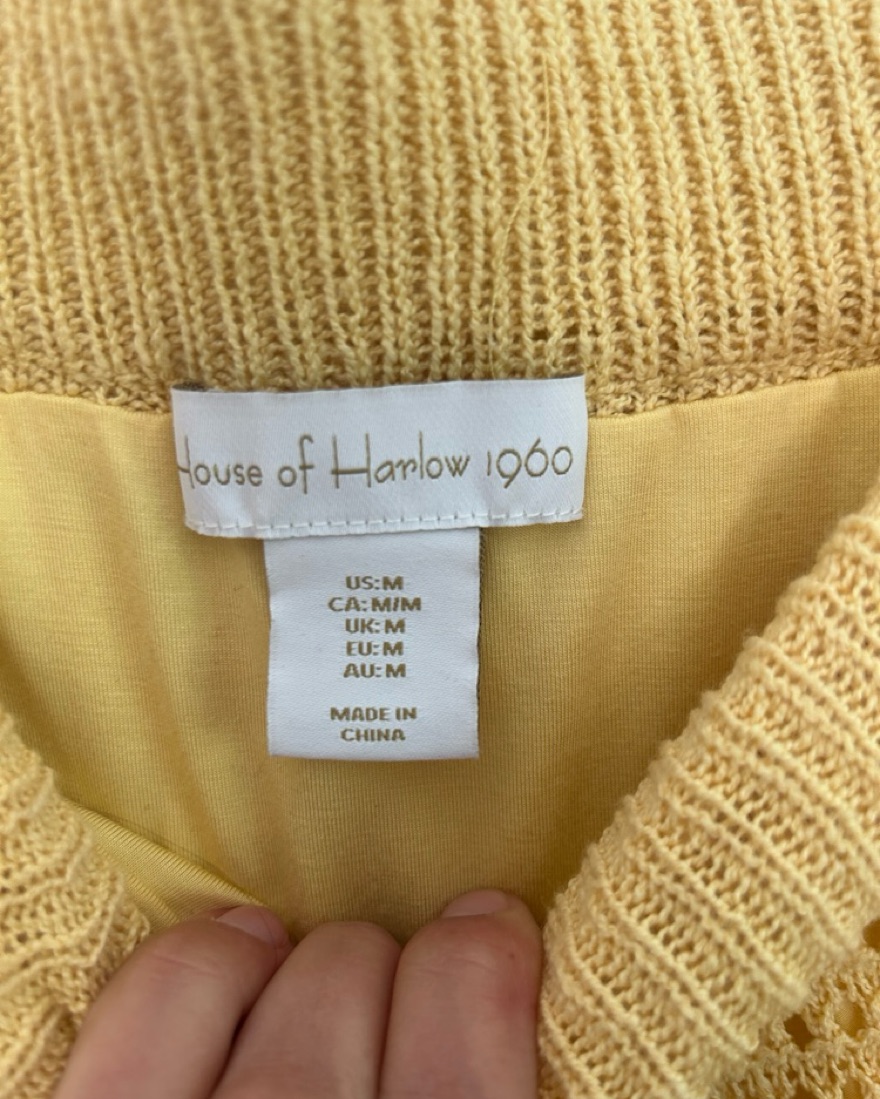 House of Harlow 1960
US:M
CA:M/M
UK:M
EU:M
AU:M
MADE IN
CHINA